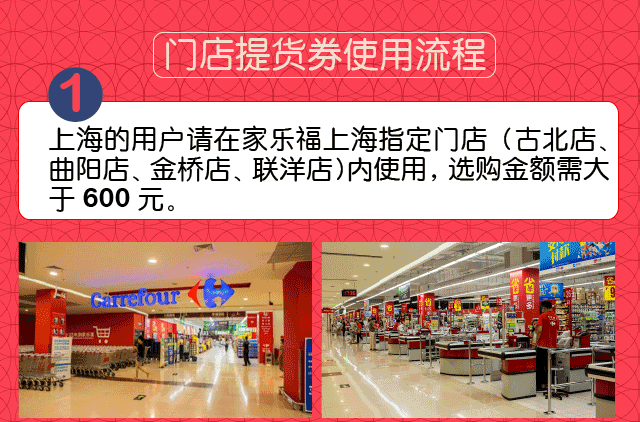 门店提货券使用流程
1
上海的用户请在家乐福上海指定门店（古北店、
曲阳店、金桥店、联洋店)内使用，选购金额需大
于 600 元。
Carrefour
省
省